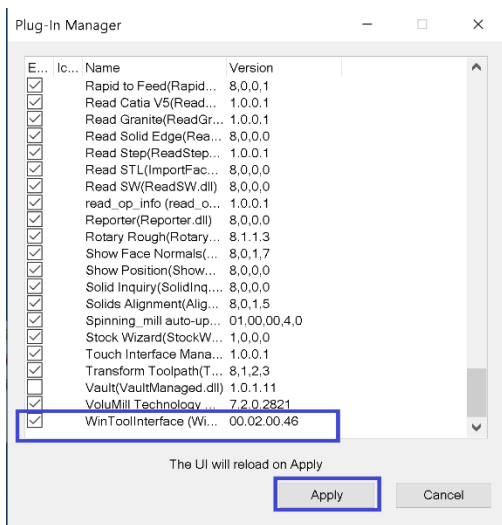 Plug-In Manager
E... Ic... Name Version
Rapid to Feed(Rapid... 8,0,0,1
Read Catia V5(Read... 1.0.0.1
Read Granite(ReadGr... 1.0.0.1
Read Solid Edge(Rea... 8,0,0,0
Read Step(ReadStep... 1.0.0.1
Read STL(ImportFac... 8,0,0,0
Read SW(ReadSW.dll) 8,0,0,0
read_op_info (read_o... 1.0.0.1
Reporter(Reporter.dll) 8,0,0,0
Rotary Rough(Rotary... 8.1.1.3
Show Face Normals(... 8,0,1,7
Show Position(Show... 8,0,0,0
Solid Inquiry(SolidInq... 8,0,0,0
Solids Alignment(Alig... 8,0,1,5
Spinning_mill auto-up... 01,00,00,4,0
Stock Wizard(StockW... 1,0,0,0
Touch Interface Mana... 1.0.0.1
Transform Toolpath(T... 8,1,2,3
Vault(VaultManaged.dll) 1.0.1.11
VoluMill Technology ... 7.2.0.2821
WinToolInterface (Wi... 00.02.00.46
The UI will reload on Apply
Apply Cancel